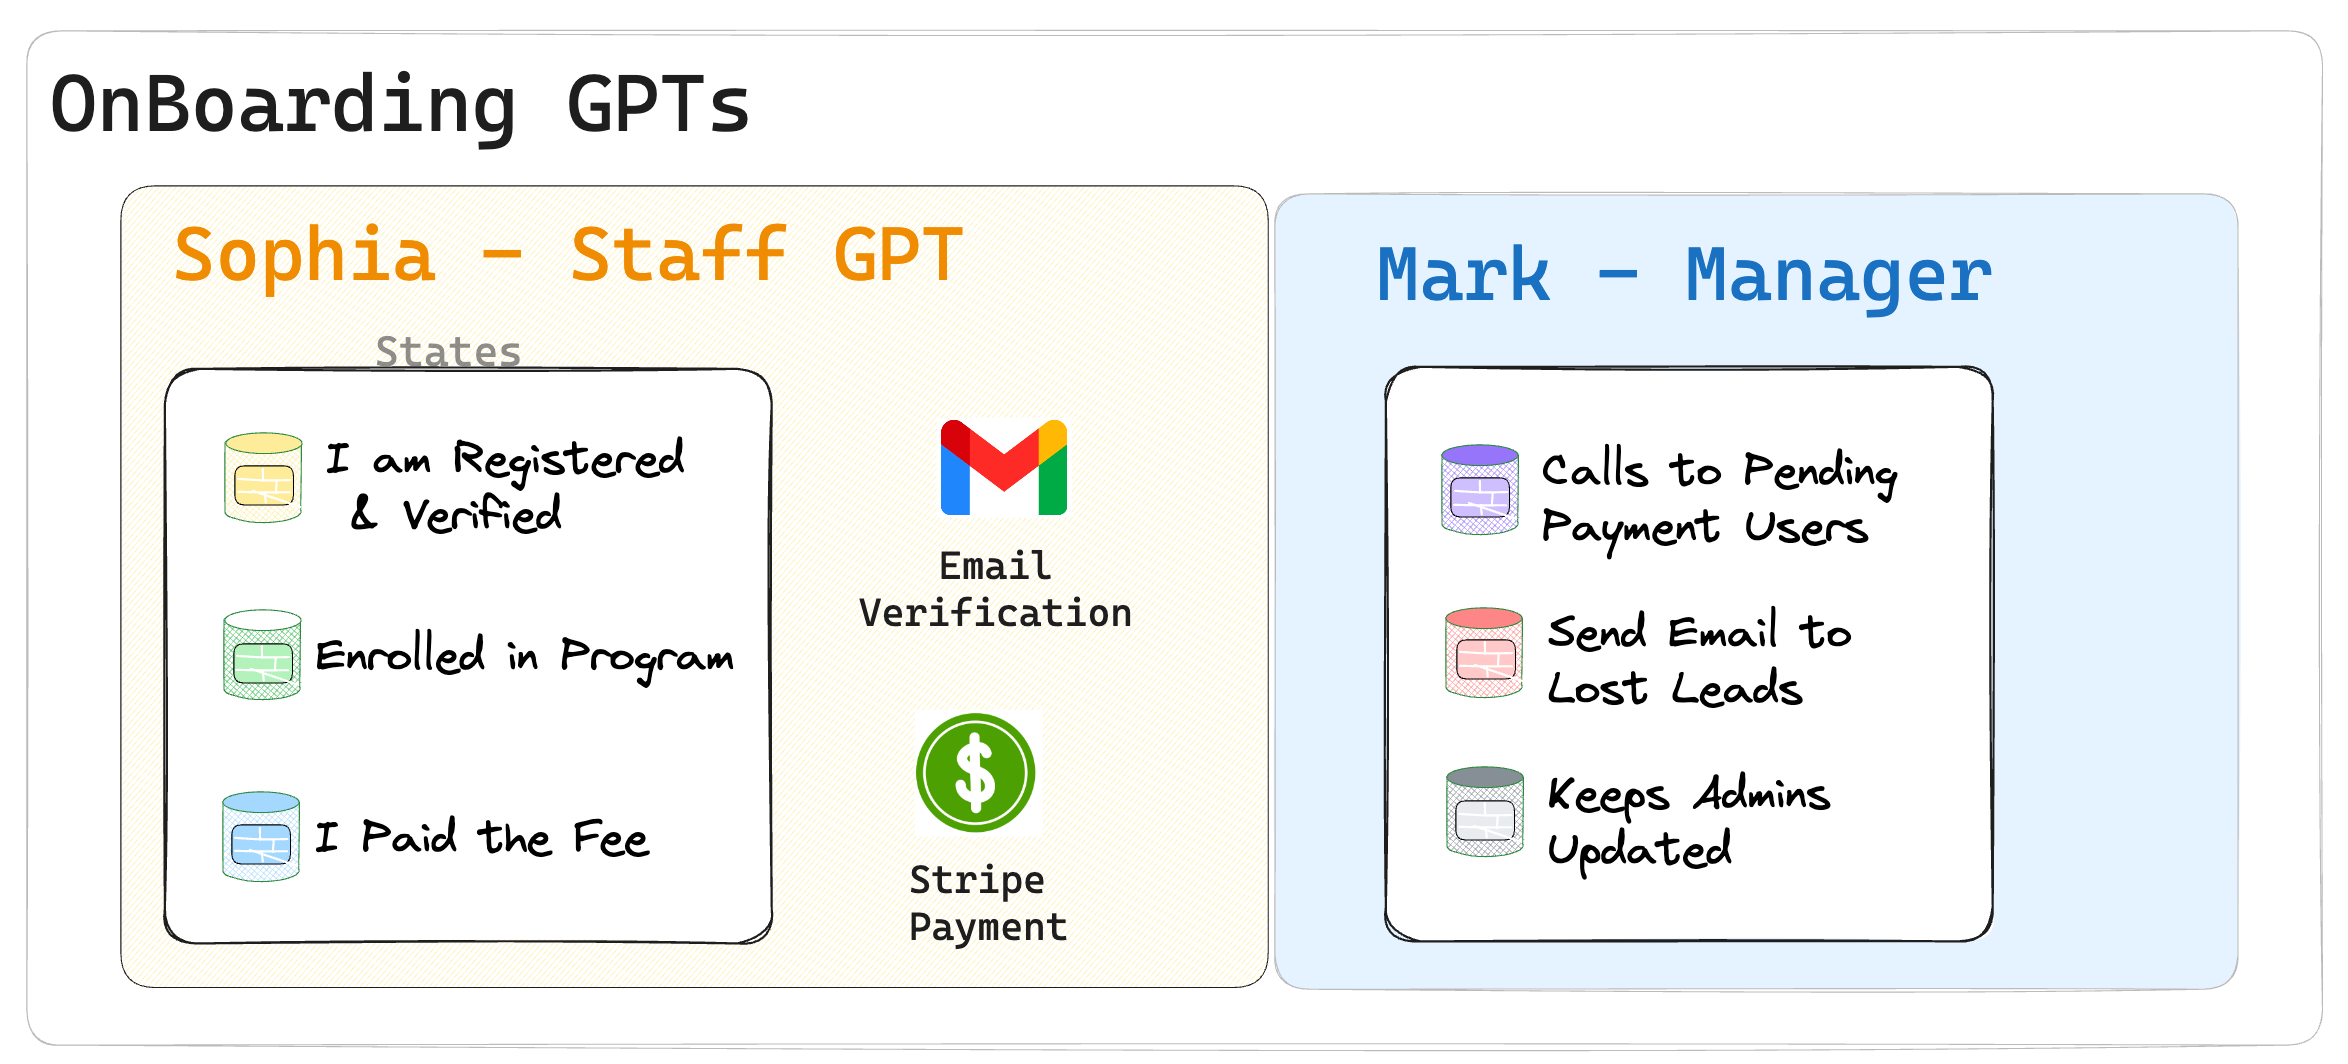 OnBoarding GPTs
Sophia - Staff GPT
States
I am Registered
& Verified
Enrolled in Program
I Paid the Fee
Email
Verification
$
Stripe
Payment
Mark - Manager
Calls to Pending
Payment Users
Send Email to
Lost Leads
Keeps Admins
Updated